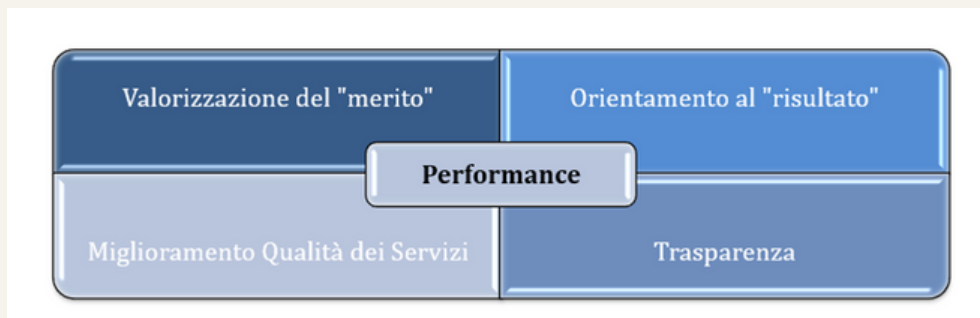 Valorizzazione del "merito"
Orientamento al "risultato"
Performance
Miglioramento Qualità dei Servizi
Trasparenza